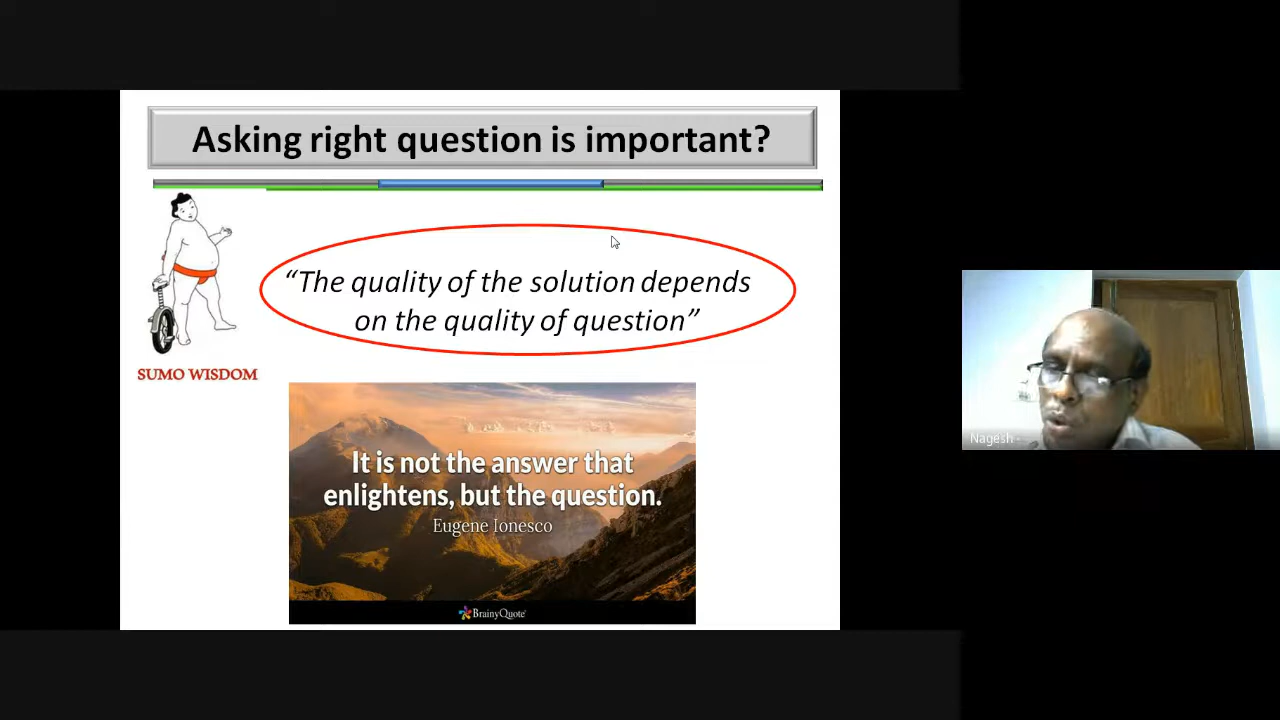 Asking right question is important?
“The quality of the solution depends
on the quality of question”
SUMO WISDOM
It is not the answer that
enlightens, but the question.
Eugene Ionesco
BrainyQuote®
Nagesh -